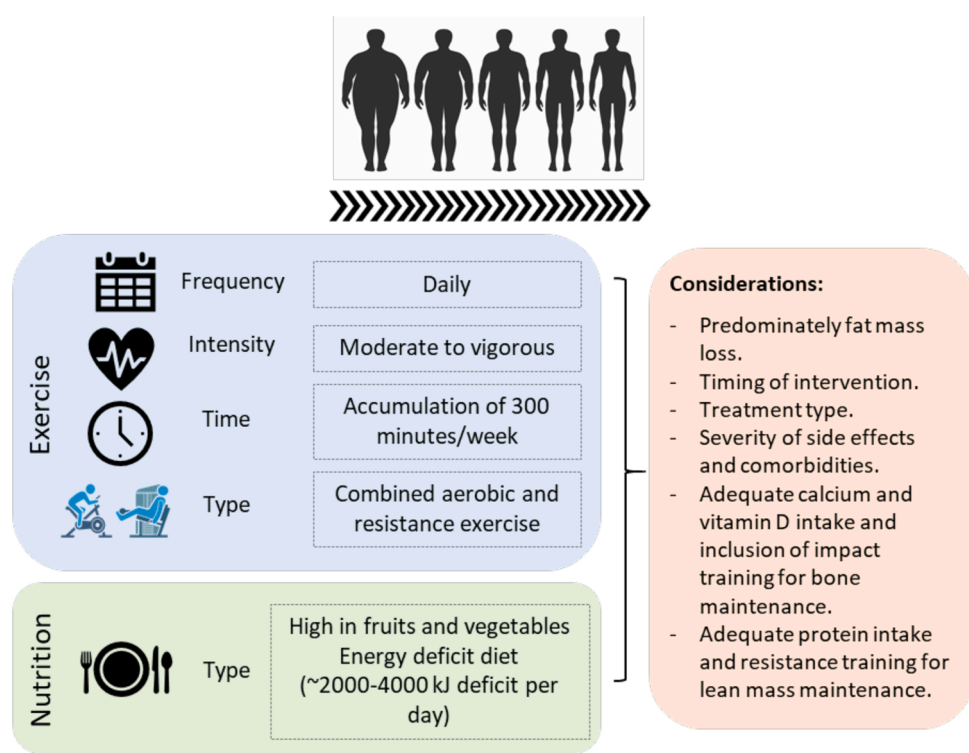 Exercise
Frequency
Daily
Intensity
Moderate to vigorous
Time
Accumulation of 300
minutes/week
Type
Combined aerobic and
resistance exercise
Nutrition
Type
High in fruits and vegetables
Energy deficit diet
(~2000-4000 kJ deficit per
day)
Considerations:
- Predominately fat mass
loss.
- Timing of intervention.
- Treatment type.
- Severity of side effects
and comorbidities.
- Adequate calcium and
vitamin D intake and
inclusion of impact
training for bone
maintenance.
- Adequate protein intake
and resistance training for
lean mass maintenance.